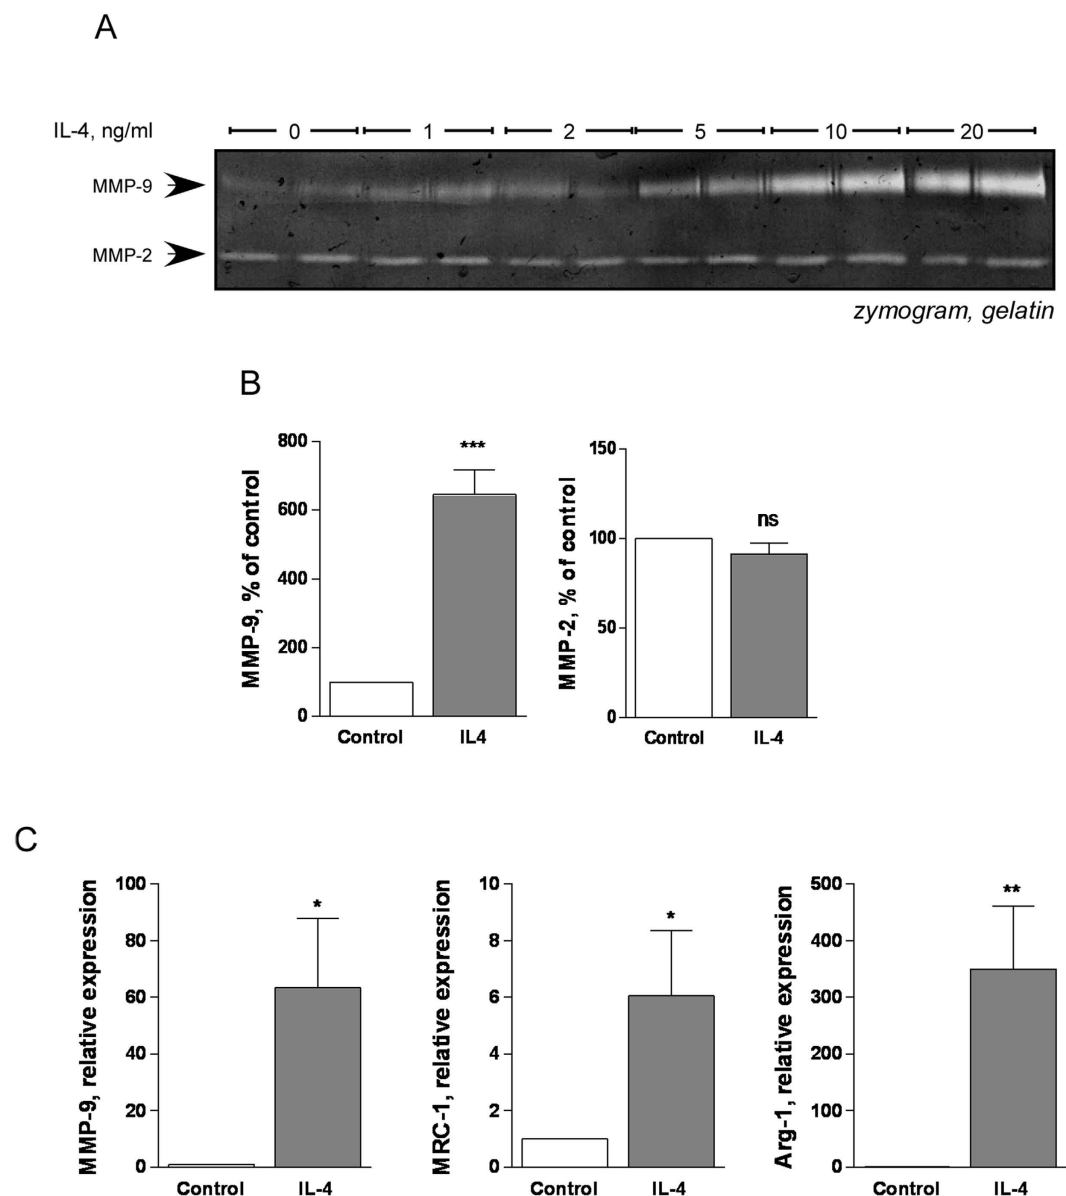 A
IL-4, ng/ml 0 1 2 5 10 20
MMP-9
MMP-2
zymogram, gelatin
B
MMP-9, % of control
800
600
400
200
0
***
Control IL4
MMP-2, % of control
150
100
50
0
ns
Control IL-4
C
MMP-9, relative expression
100
80
60
40
20
0
*
Control IL-4
MRC-1, relative expression
10
8
6
4
2
0
*
Control IL-4
Arg-1, relative expression
500
400
300
200
100
0
**
Control IL-4